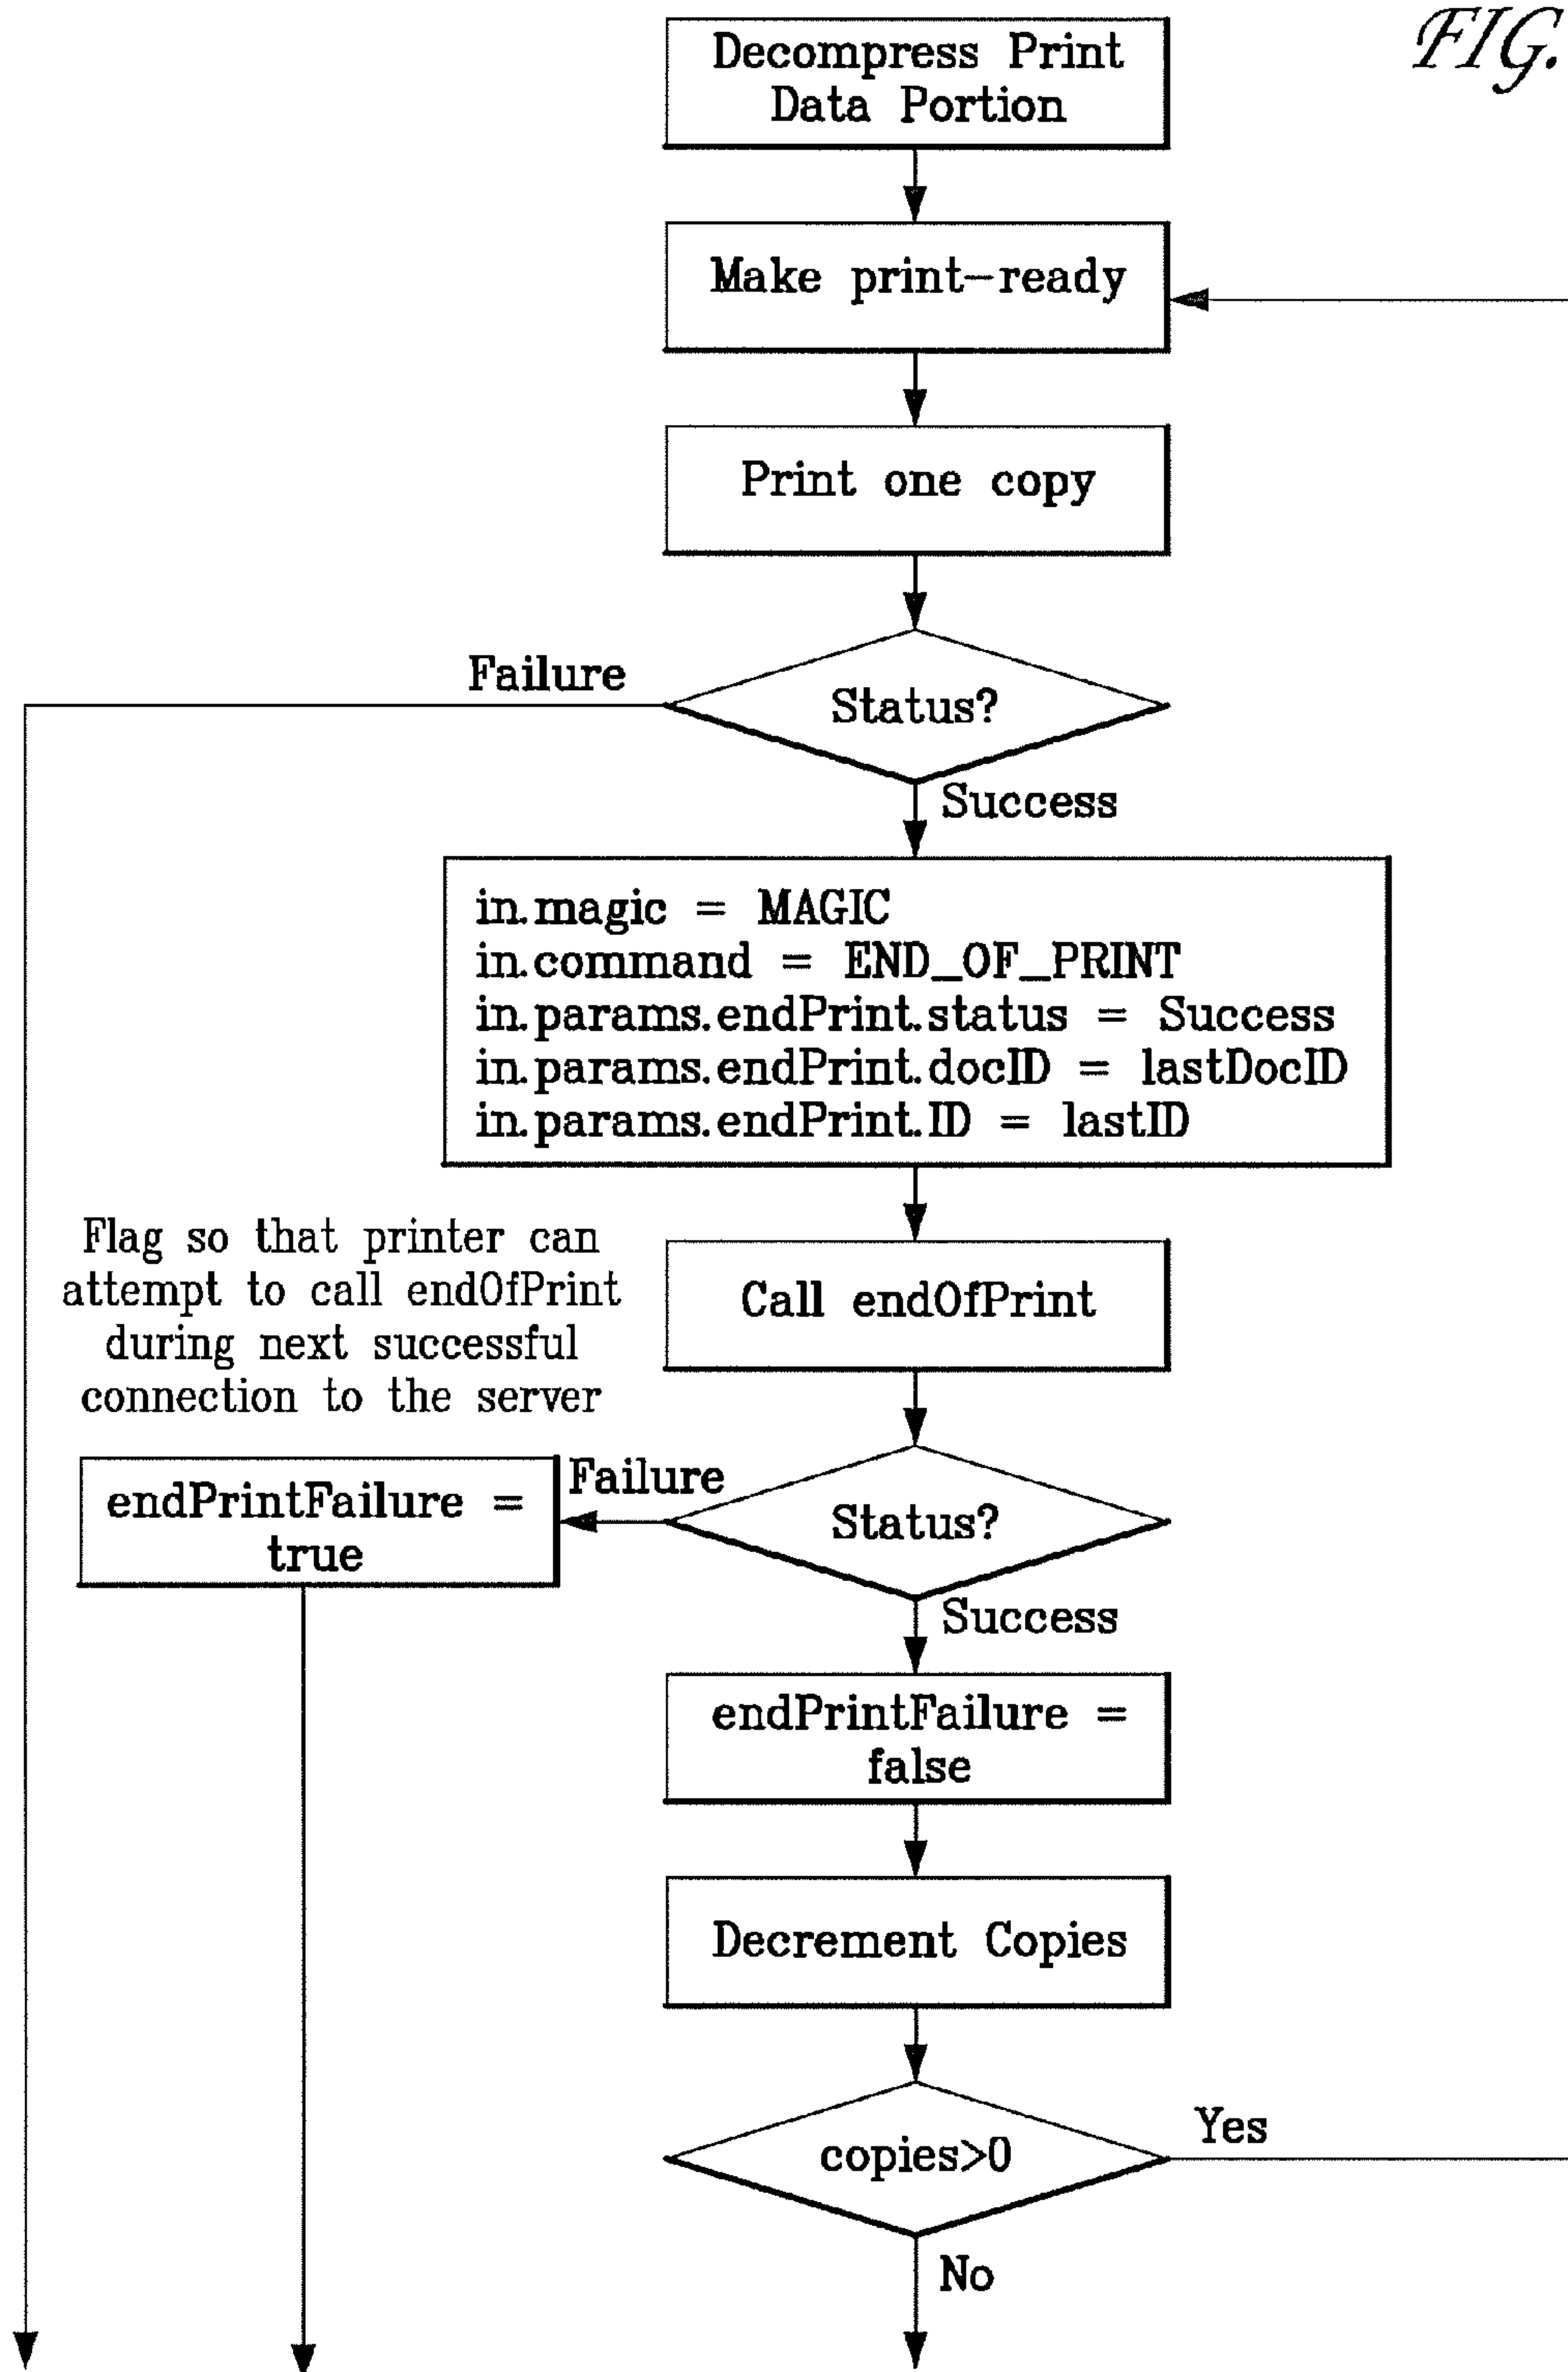 FIG.
Decompress Print
Data Portion
Make print-ready
Print one copy
Failure
Status?
Success
in.magic = MAGIC
in.command = END_OF_PRINT
in.params.endPrint.status = Success
in.params.endPrint.docID = lastDocID
in.params.endPrint.ID = lastID
Flag so that printer can
attempt to call endOfPrint
during next successful
connection to the server
Call endOfPrint
Failure
Status?
endPrintFailure =
true
Success
endPrintFailure =
false
Decrement Copies
copies>0
Yes
No